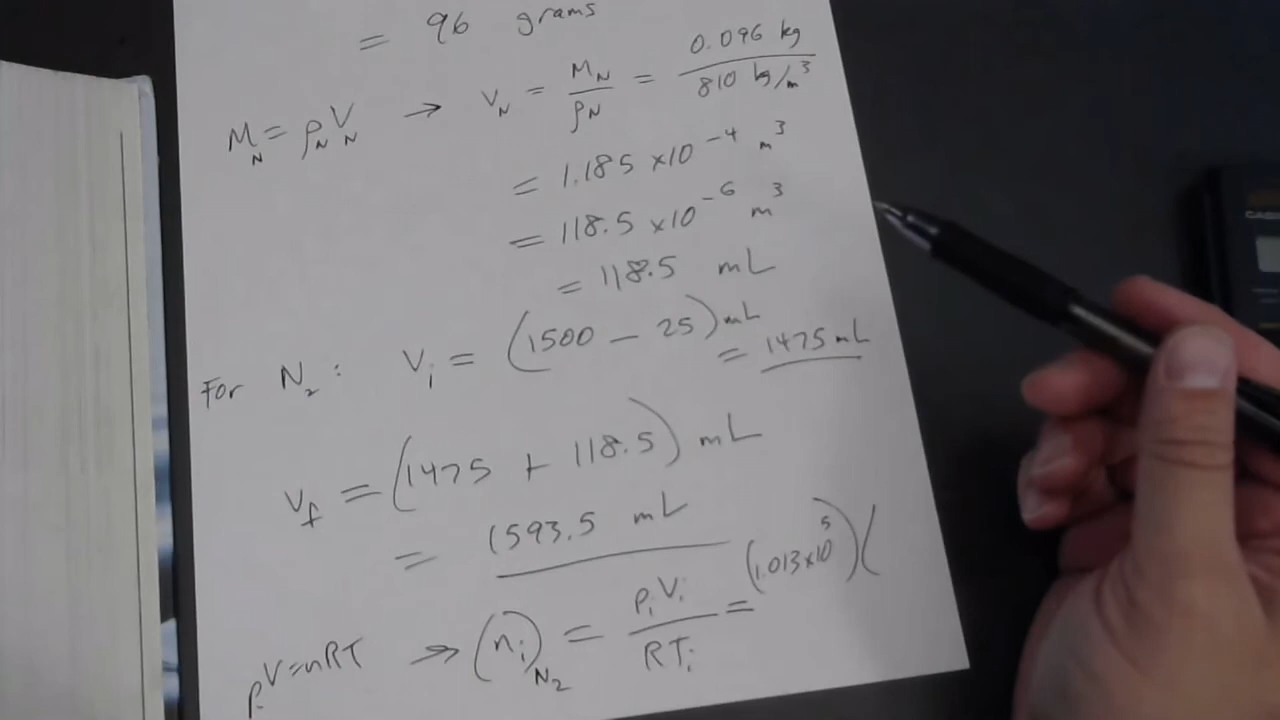 = 96 grams
M_N = ρ_N V_N → V_N = M_N / ρ_N = 0.096 kg / 810 kg/m³
= 1.185 × 10⁻⁴ m³
= 118.5 × 10⁻⁶ m³
= 118.5 mL
For N₂: V_i = (1500 − 25) mL
= 1475 mL
V_f = (1475 + 118.5) mL
= 1593.5 mL
PV = nRT → (n_i)_N₂ = P_i V_i / RT_i = (1.013×10⁵)(